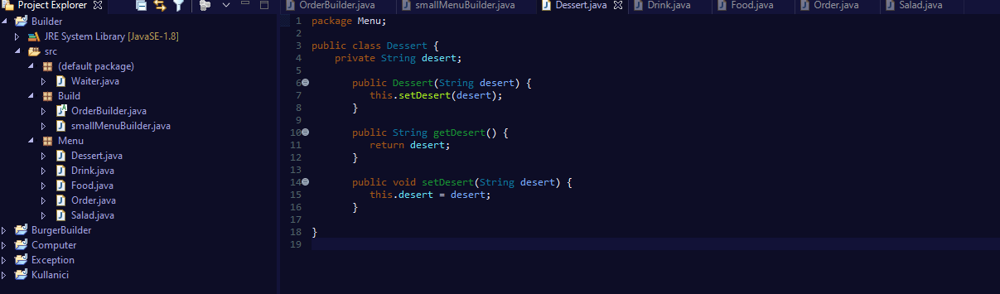 Project Explorer
Builder
JRE System Library [JavaSE-1.8]
src
(default package)
Waiter.java
Build
OrderBuilder.java
smallMenuBuilder.java
Menu
Dessert.java
Drink.java
Food.java
Order.java
Salad.java
BurgerBuilder
Computer
Exception
Kullanici
OrderBuilder.java smallMenuBuilder.java Dessert.java Drink.java Food.java Order.java Salad.java
1 package Menu;
2
3 public class Dessert {
4 private String desert;
5
6 public Dessert(String desert) {
7 this.setDesert(desert);
8 }
9
10 public String getDesert() {
11 return desert;
12 }
13
14 public void setDesert(String desert) {
15 this.desert = desert;
16 }
17
18 }
19